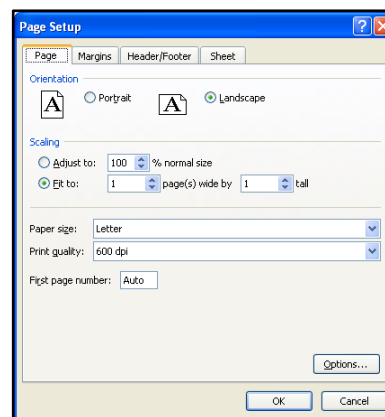 Page Setup
Page Margins Header/Footer Sheet
Orientation
A Portrait A Landscape
Scaling
Adjust to: 100 % normal size
Fit to: 1 page(s) wide by 1 tall
Paper size: Letter
Print quality: 600 dpi
First page number: Auto
Options...
OK Cancel